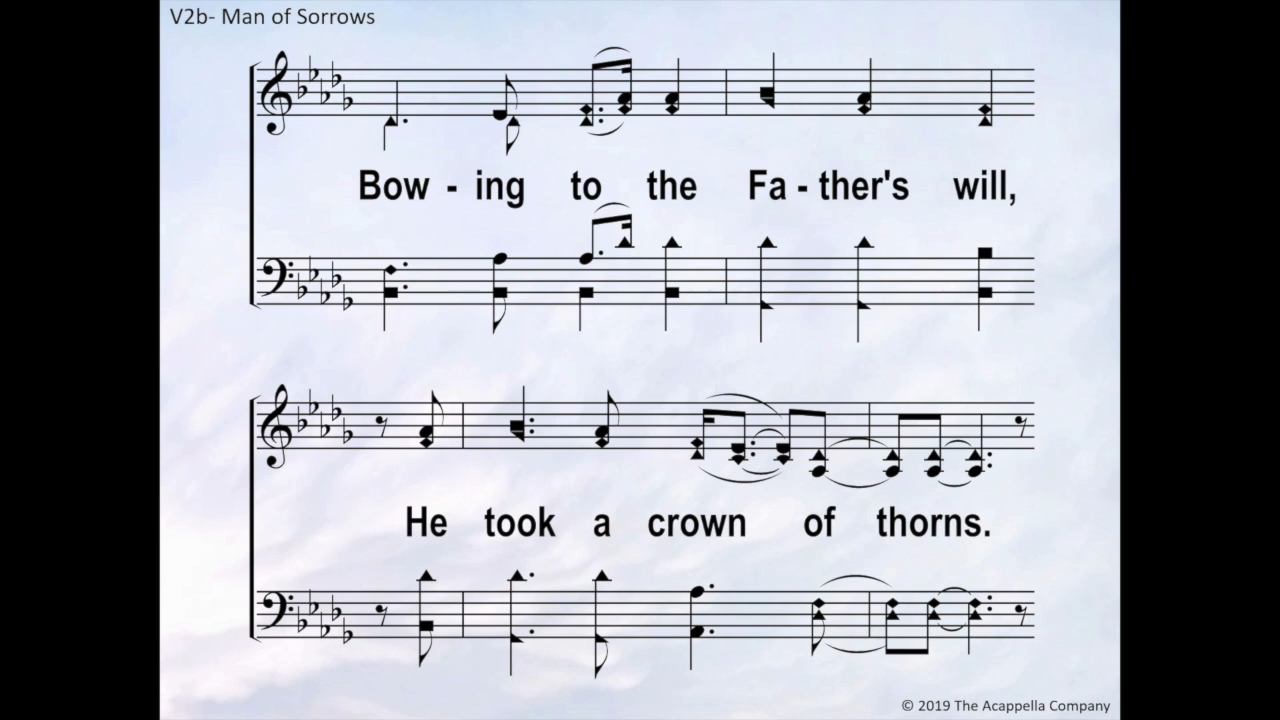 V2b- Man of Sorrows
Bow - ing to the Fa - ther's will,
He took a crown of thorns.
© 2019 The Acappella Company